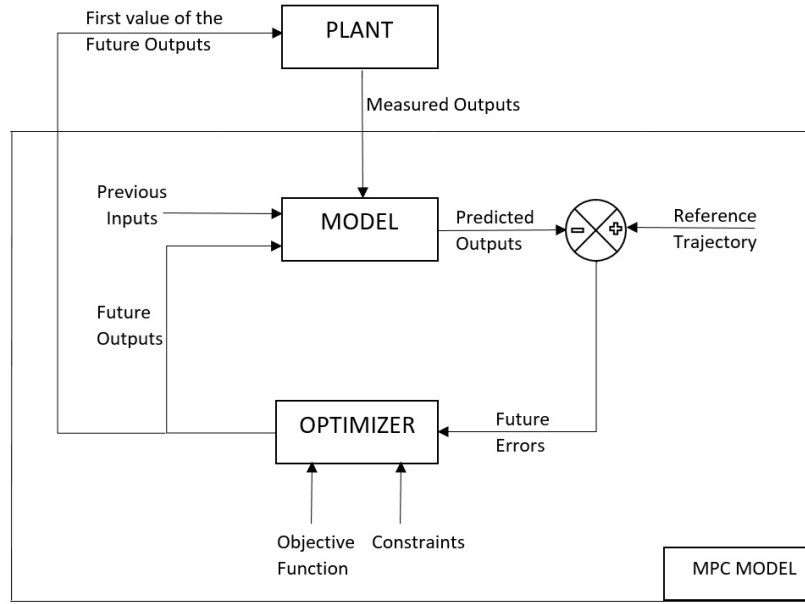 First value of the
Future Outputs
PLANT
Measured Outputs
Previous
Inputs
MODEL
Predicted
Outputs
Reference
Trajectory
Future
Outputs
OPTIMIZER
Future
Errors
Objective
Function
Constraints
MPC MODEL